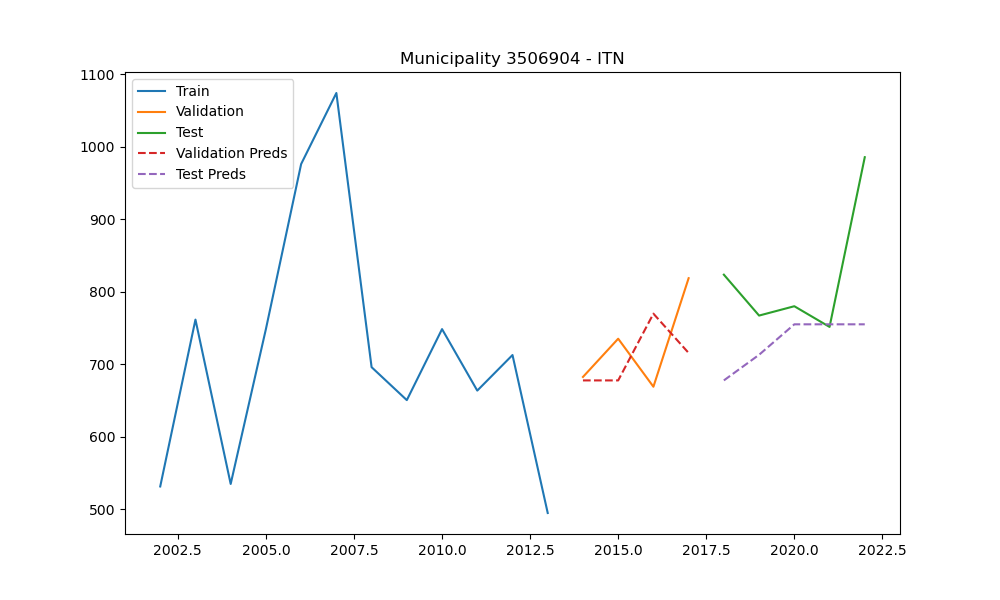 Municipality 3506904 - ITN
1100
1000
900
800
700
600
500
Train
Validation
Test
Validation Preds
Test Preds
2002.5 2005.0 2007.5 2010.0 2012.5 2015.0 2017.5 2020.0 2022.5